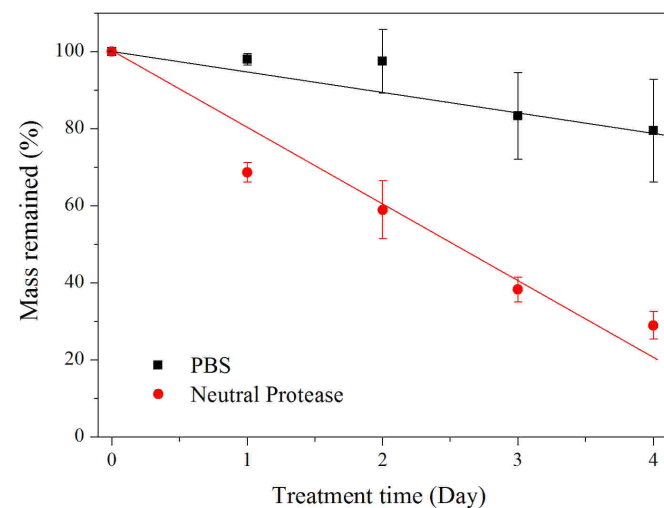 Mass remained (%)
100
80
60
40
20
0
PBS
Neutral Protease
0 1 2 3 4
Treatment time (Day)